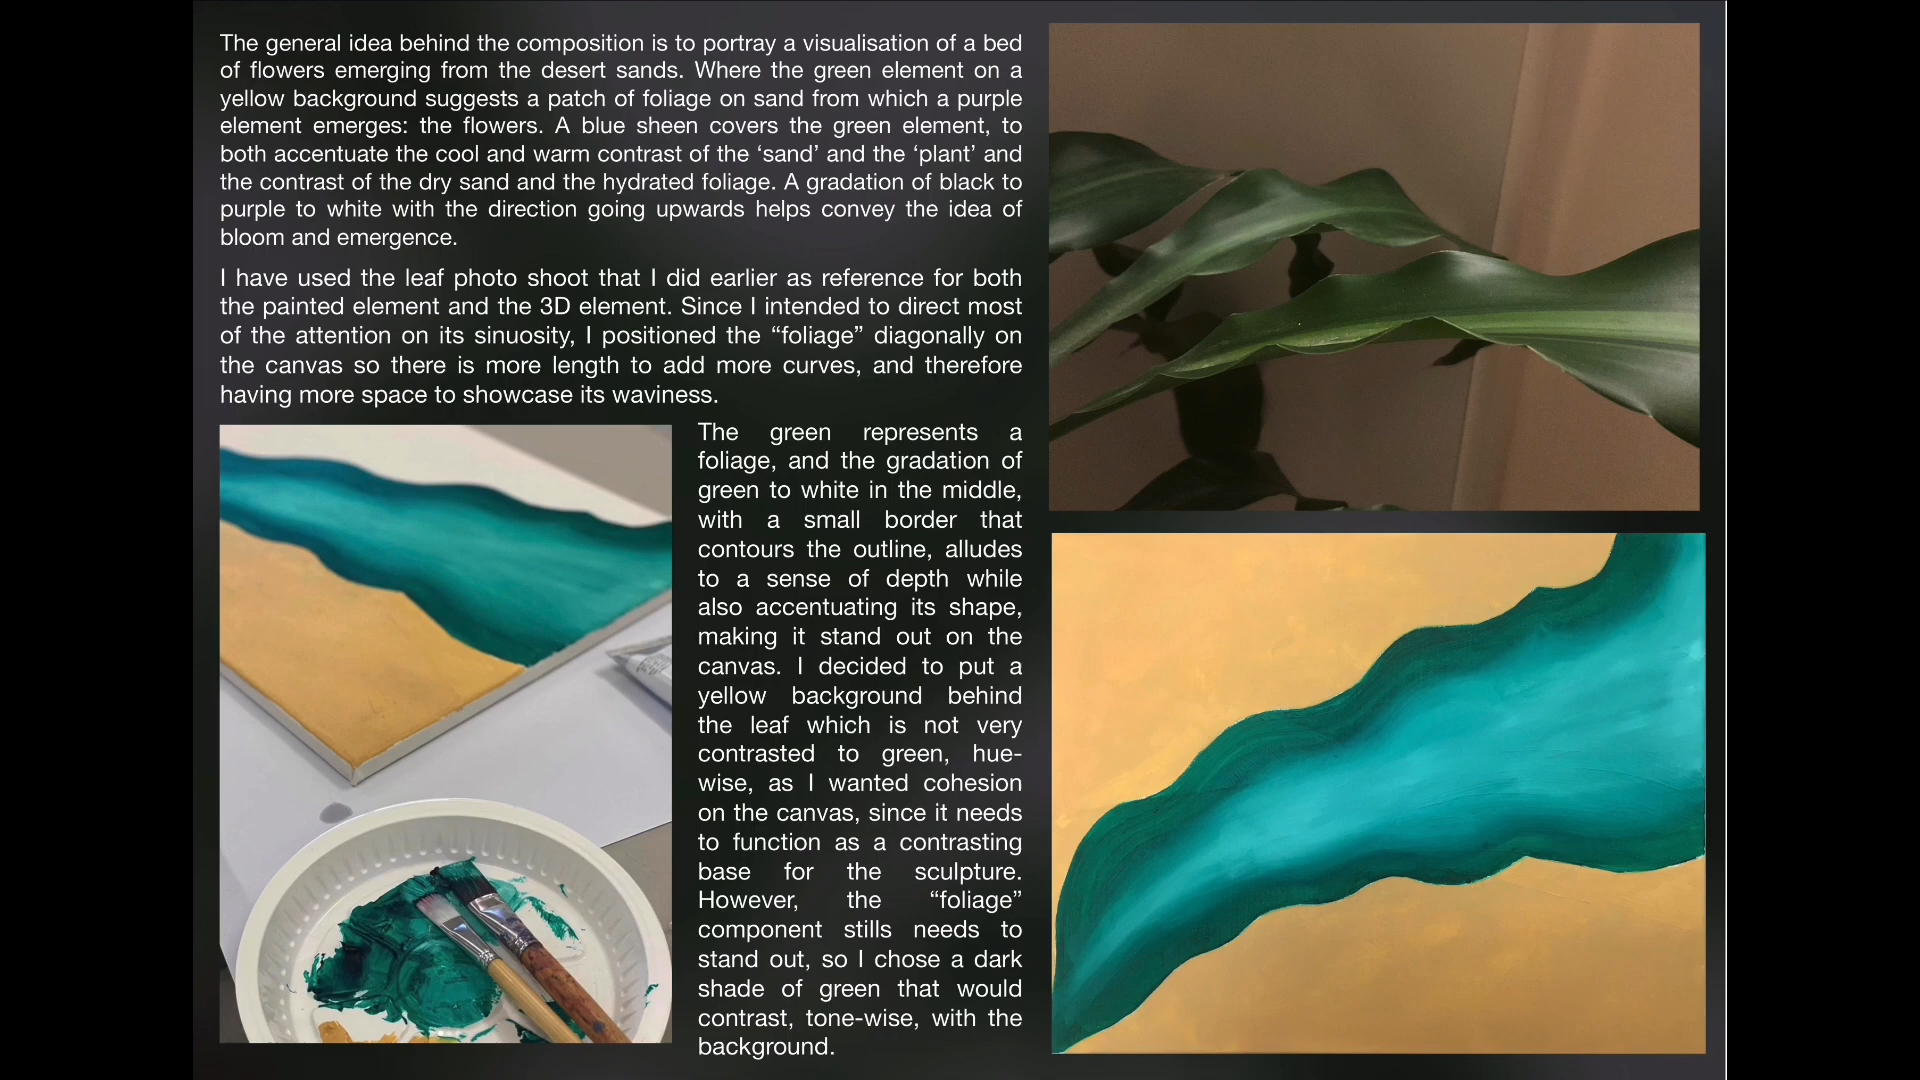 The general idea behind the composition is to portray a visualisation of a bed
of flowers emerging from the desert sands. Where the green element on a
yellow background suggests a patch of foliage on sand from which a purple
element emerges: the flowers. A blue sheen covers the green element, to
both accentuate the cool and warm contrast of the ‘sand’ and the ‘plant’ and
the contrast of the dry sand and the hydrated foliage. A gradation of black to
purple to white with the direction going upwards helps convey the idea of
bloom and emergence.
I have used the leaf photo shoot that I did earlier as reference for both
the painted element and the 3D element. Since I intended to direct most
of the attention on its sinuosity, I positioned the “foliage” diagonally on
the canvas so there is more length to add more curves, and therefore
having more space to showcase its waviness.
The green represents a
foliage, and the gradation of
green to white in the middle,
with a small border that
contours the outline, alludes
to a sense of depth while
also accentuating its shape,
making it stand out on the
canvas. I decided to put a
yellow background behind
the leaf which is not very
contrasted to green, hue-
wise, as I wanted cohesion
on the canvas, since it needs
to function as a contrasting
base for the sculpture.
However, the “foliage”
component stills needs to
stand out, so I chose a dark
shade of green that would
contrast, tone-wise, with the
background.